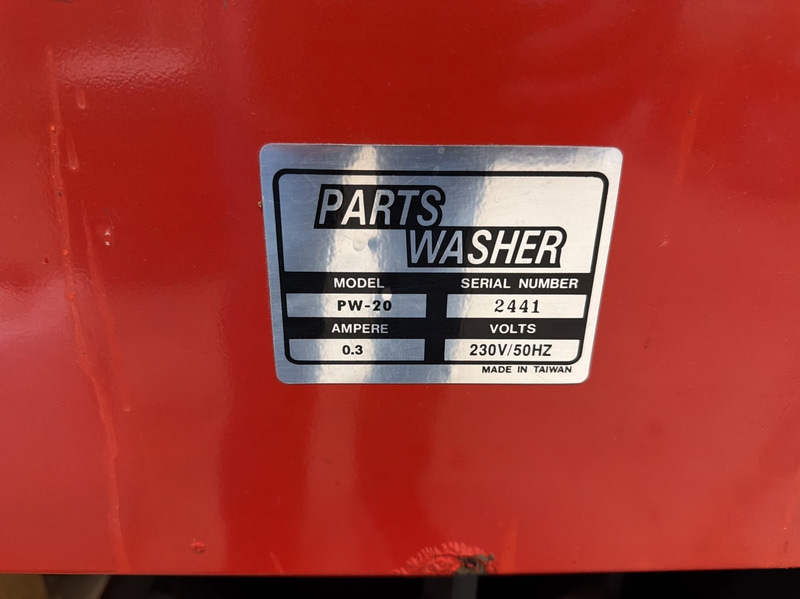 PARTS
WASHER
MODEL SERIAL NUMBER
PW-20 2441
AMPERE VOLTS
0.3 230V/50HZ
MADE IN TAIWAN